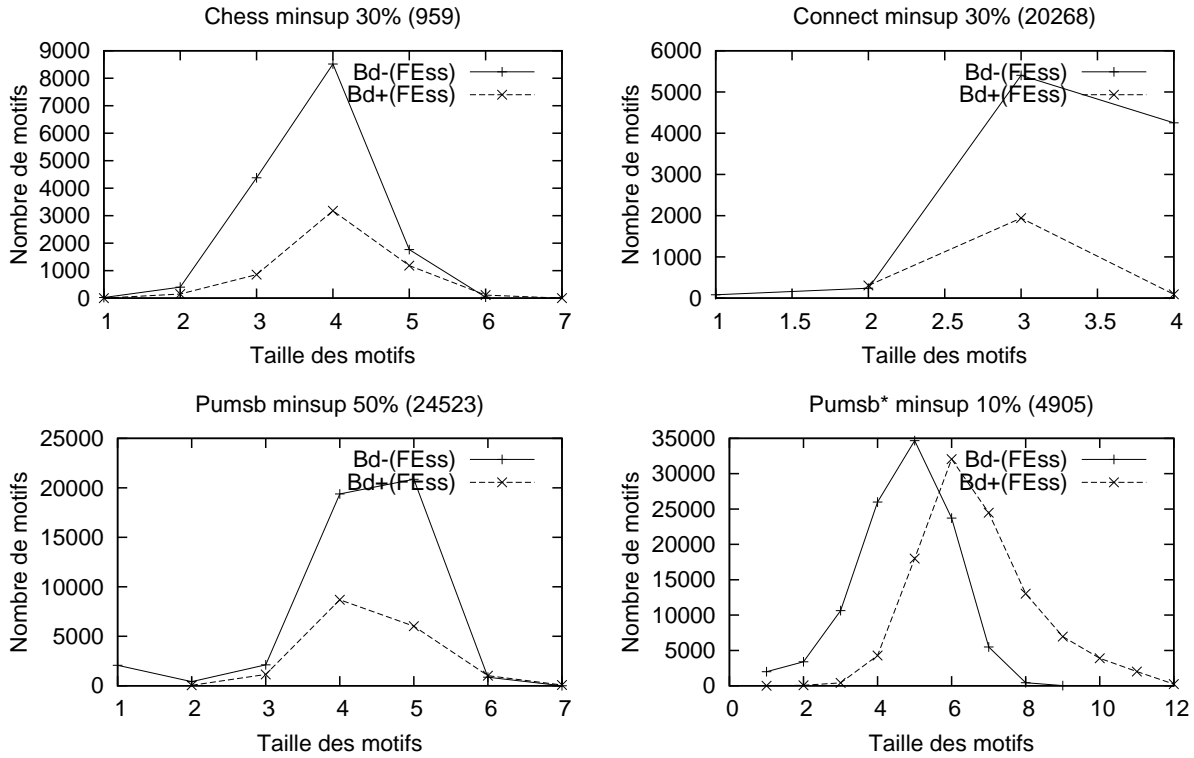 Chess minsup 30% (959)
Nombre de motifs
9000
8000
7000
6000
5000
4000
3000
2000
1000
0
Bd-(FEss)
Bd+(FEss)
1 2 3 4 5 6 7
Taille des motifs
Connect minsup 30% (20268)
Nombre de motifs
6000
5000
4000
3000
2000
1000
0
Bd-(FEss)
Bd+(FEss)
1 1.5 2 2.5 3 3.5 4
Taille des motifs
Pumsb minsup 50% (24523)
Nombre de motifs
25000
20000
15000
10000
5000
0
Bd-(FEss)
Bd+(FEss)
1 2 3 4 5 6 7
Taille des motifs
Pumsb* minsup 10% (4905)
Nombre de motifs
35000
30000
25000
20000
15000
10000
5000
0
Bd-(FEss)
Bd+(FEss)
0 2 4 6 8 10 12
Taille des motifs